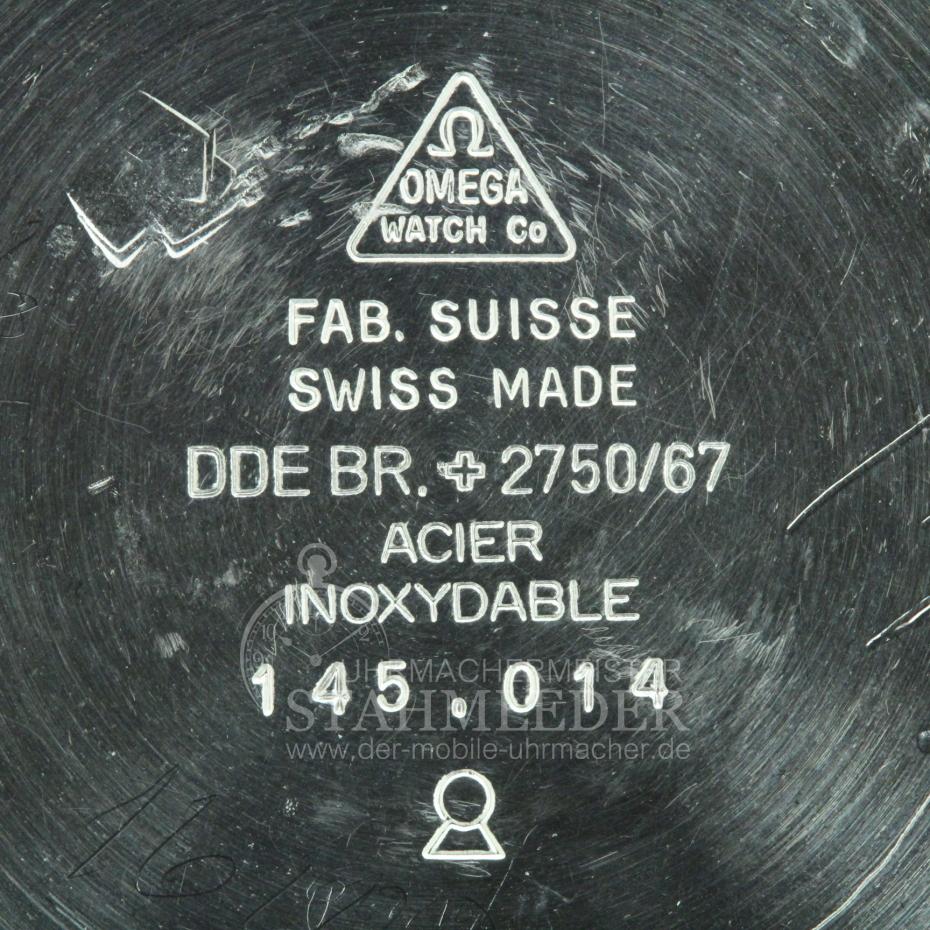 Ω
OMEGA
WATCH Co
FAB. SUISSE
SWISS MADE
DDE BR. + 2750/67
ACIER
INOXYDABLE
145.014
UHRMACHERMEISTER
STAHMLEDER
www.der-mobile-uhrmacher.de